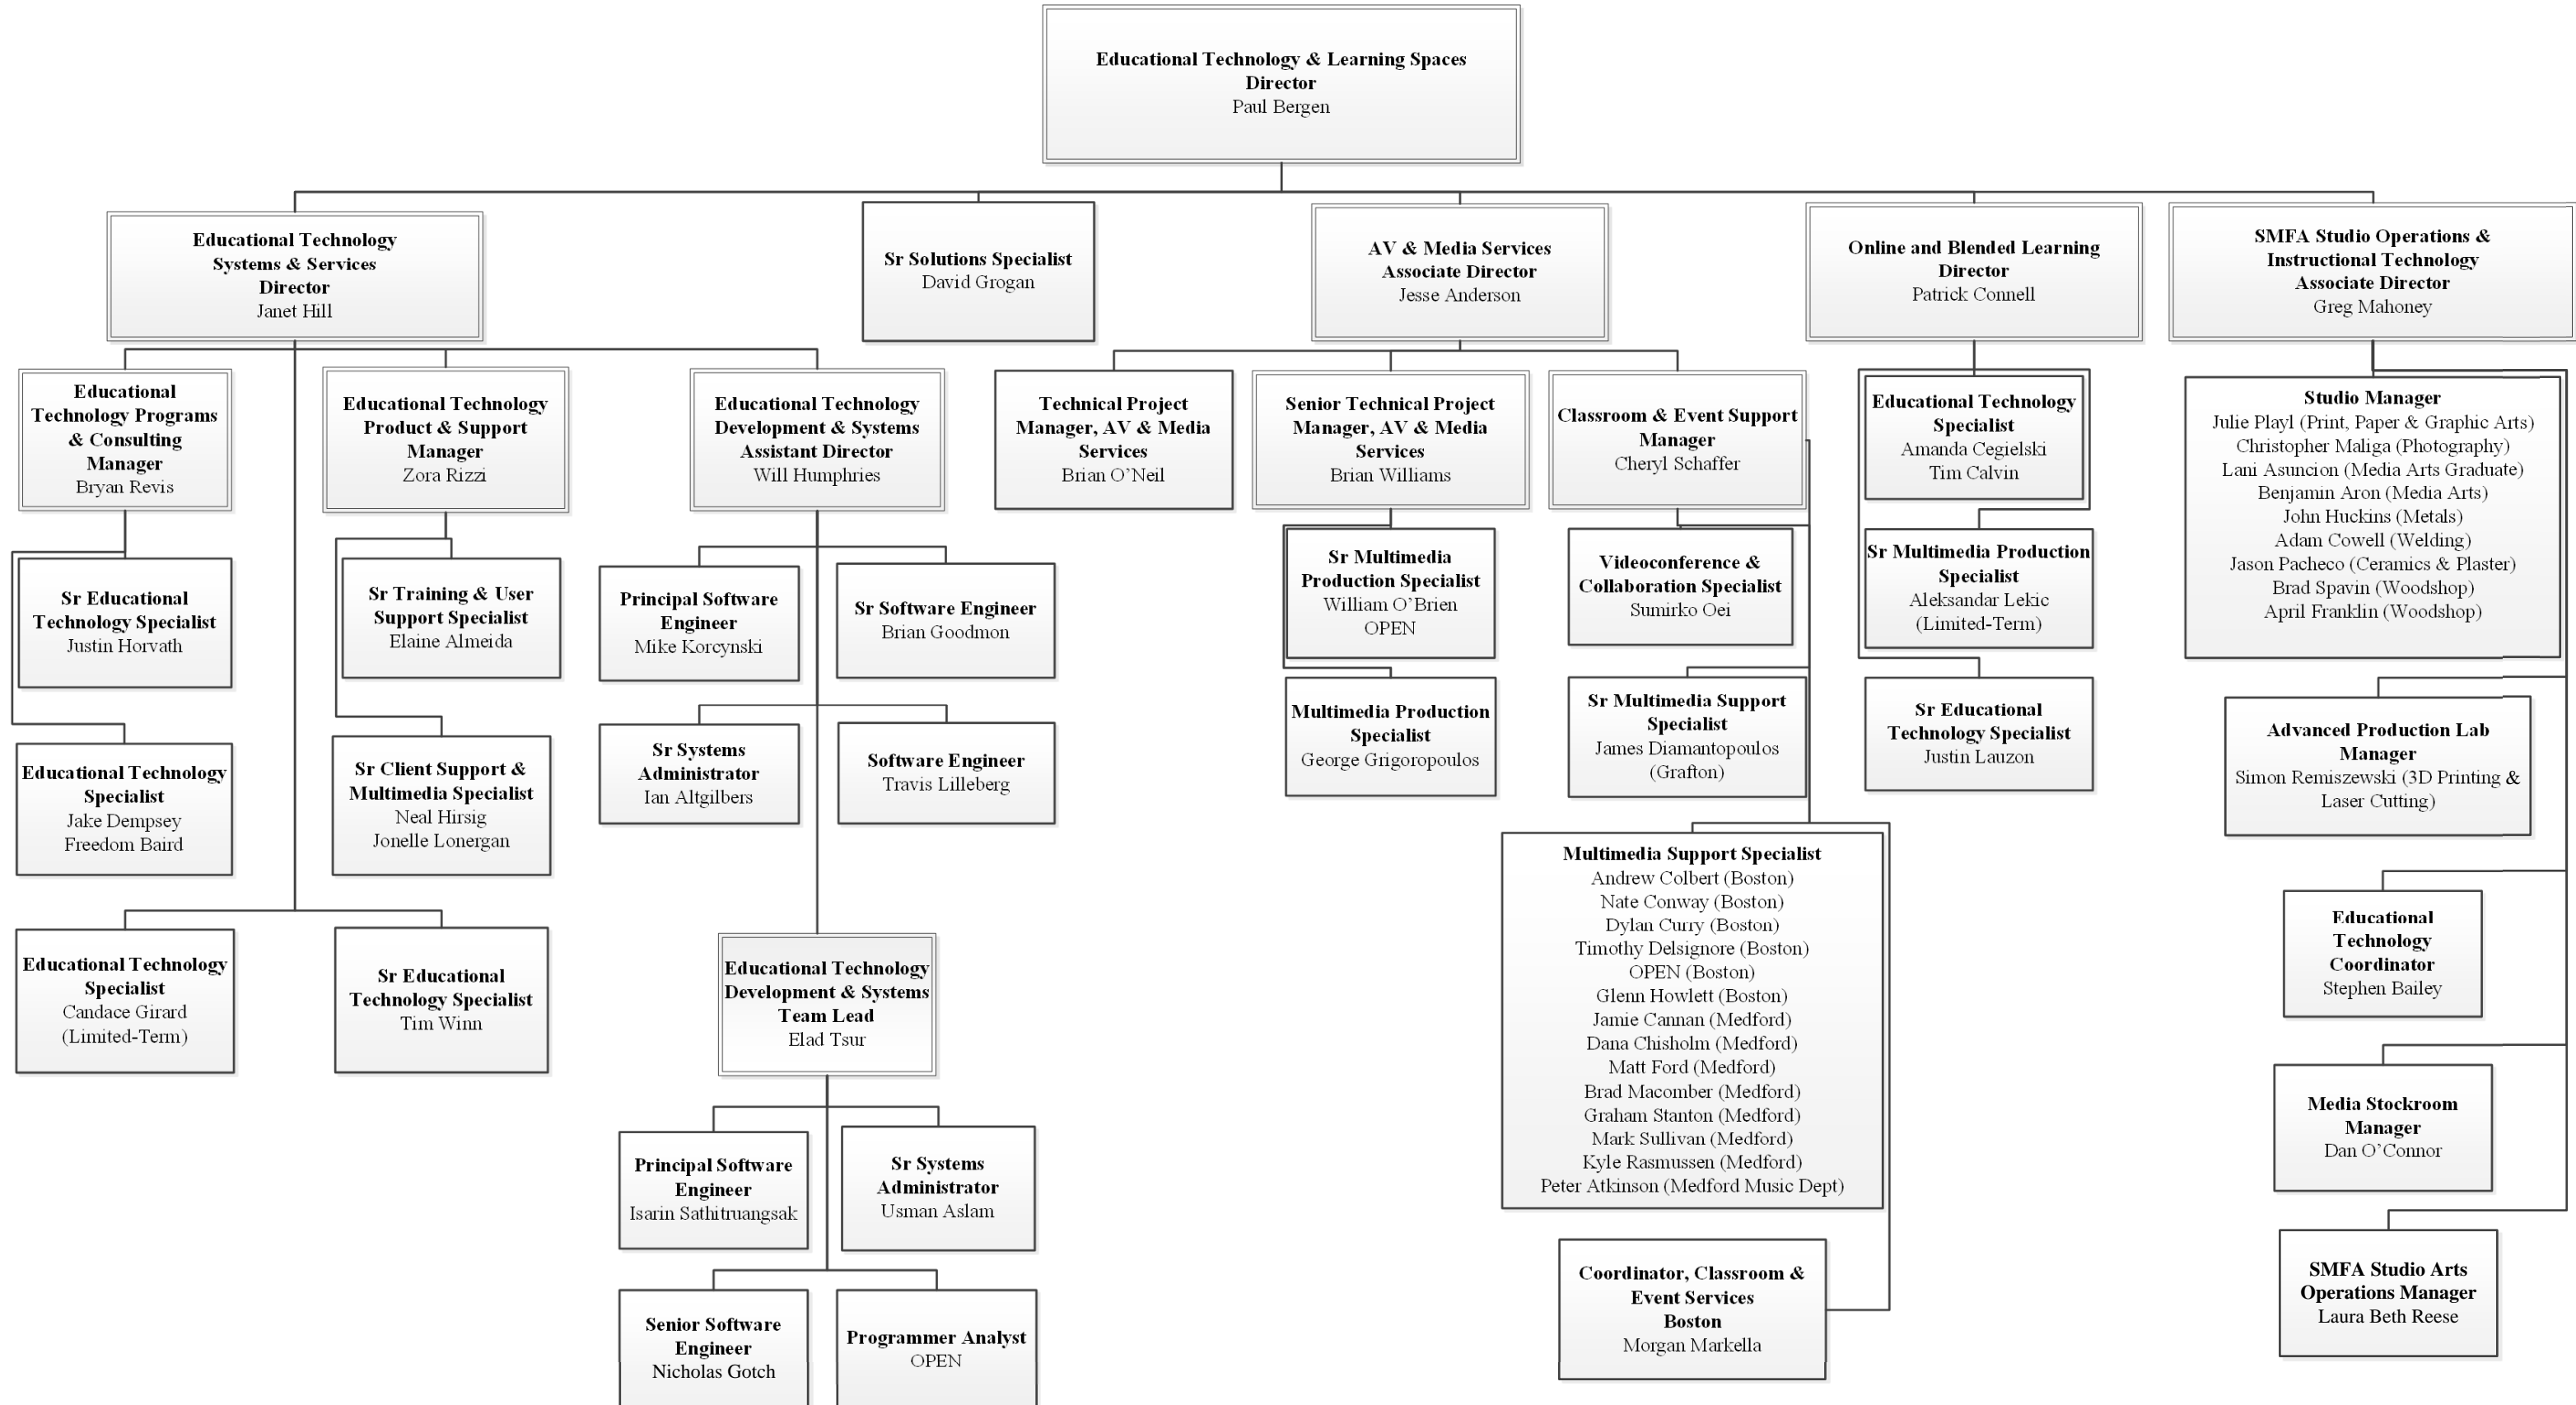 Educational Technology & Learning Spaces
Director
Paul Bergen
Educational Technology
Systems & Services
Director
Janet Hill
Sr Solutions Specialist
David Grogan
AV & Media Services
Associate Director
Jesse Anderson
Online and Blended Learning
Director
Patrick Connell
SMFA Studio Operations &
Instructional Technology
Associate Director
Greg Mahoney
Educational
Technology Programs
& Consulting
Manager
Bryan Revis
Educational Technology
Product & Support
Manager
Zora Rizzi
Educational Technology
Development & Systems
Assistant Director
Will Humphries
Technical Project
Manager, AV & Media
Services
Brian O’Neil
Senior Technical Project
Manager, AV & Media
Services
Brian Williams
Classroom & Event Support
Manager
Cheryl Schaffer
Educational Technology
Specialist
Amanda Cegielski
Tim Calvin
Studio Manager
Julie Playl (Print, Paper & Graphic Arts)
Christopher Maliga (Photography)
Lani Asuncion (Media Arts Graduate)
Benjamin Aron (Media Arts)
John Huckins (Metals)
Adam Cowell (Welding)
Jason Pacheco (Ceramics & Plaster)
Brad Spavin (Woodshop)
April Franklin (Woodshop)
Sr Educational
Technology Specialist
Justin Horvath
Sr Training & User
Support Specialist
Elaine Almeida
Principal Software
Engineer
Mike Korcynski
Sr Software Engineer
Brian Goodmon
Sr Multimedia
Production Specialist
William O’Brien
OPEN
Videoconference &
Collaboration Specialist
Sumirko Oei
Sr Multimedia Production
Specialist
Aleksandar Lekic
(Limited-Term)
Educational Technology
Specialist
Jake Dempsey
Freedom Baird
Sr Client Support &
Multimedia Specialist
Neal Hirsig
Jonelle Lonergan
Sr Systems
Administrator
Ian Altgilbers
Software Engineer
Travis Lilleberg
Multimedia Production
Specialist
George Grigoropoulos
Sr Multimedia Support
Specialist
James Diamantopoulos
(Grafton)
Sr Educational
Technology Specialist
Justin Lauzon
Advanced Production Lab
Manager
Simon Remiszewski (3D Printing &
Laser Cutting)
Educational Technology
Specialist
Candace Girard
(Limited-Term)
Sr Educational
Technology Specialist
Tim Winn
Educational Technology
Development & Systems
Team Lead
Elad Tsur
Multimedia Support Specialist
Andrew Colbert (Boston)
Nate Conway (Boston)
Dylan Curry (Boston)
Timothy Delsignore (Boston)
OPEN (Boston)
Glenn Howlett (Boston)
Jamie Cannan (Medford)
Dana Chisholm (Medford)
Matt Ford (Medford)
Brad Macomber (Medford)
Graham Stanton (Medford)
Mark Sullivan (Medford)
Kyle Rasmussen (Medford)
Peter Atkinson (Medford Music Dept)
Educational
Technology
Coordinator
Stephen Bailey
Principal Software
Engineer
Isarin Sathitruangsak
Sr Systems
Administrator
Usman Aslam
Media Stockroom
Manager
Dan O’Connor
Senior Software
Engineer
Nicholas Gotch
Programmer Analyst
OPEN
Coordinator, Classroom &
Event Services
Boston
Morgan Markella
SMFA Studio Arts
Operations Manager
Laura Beth Reese